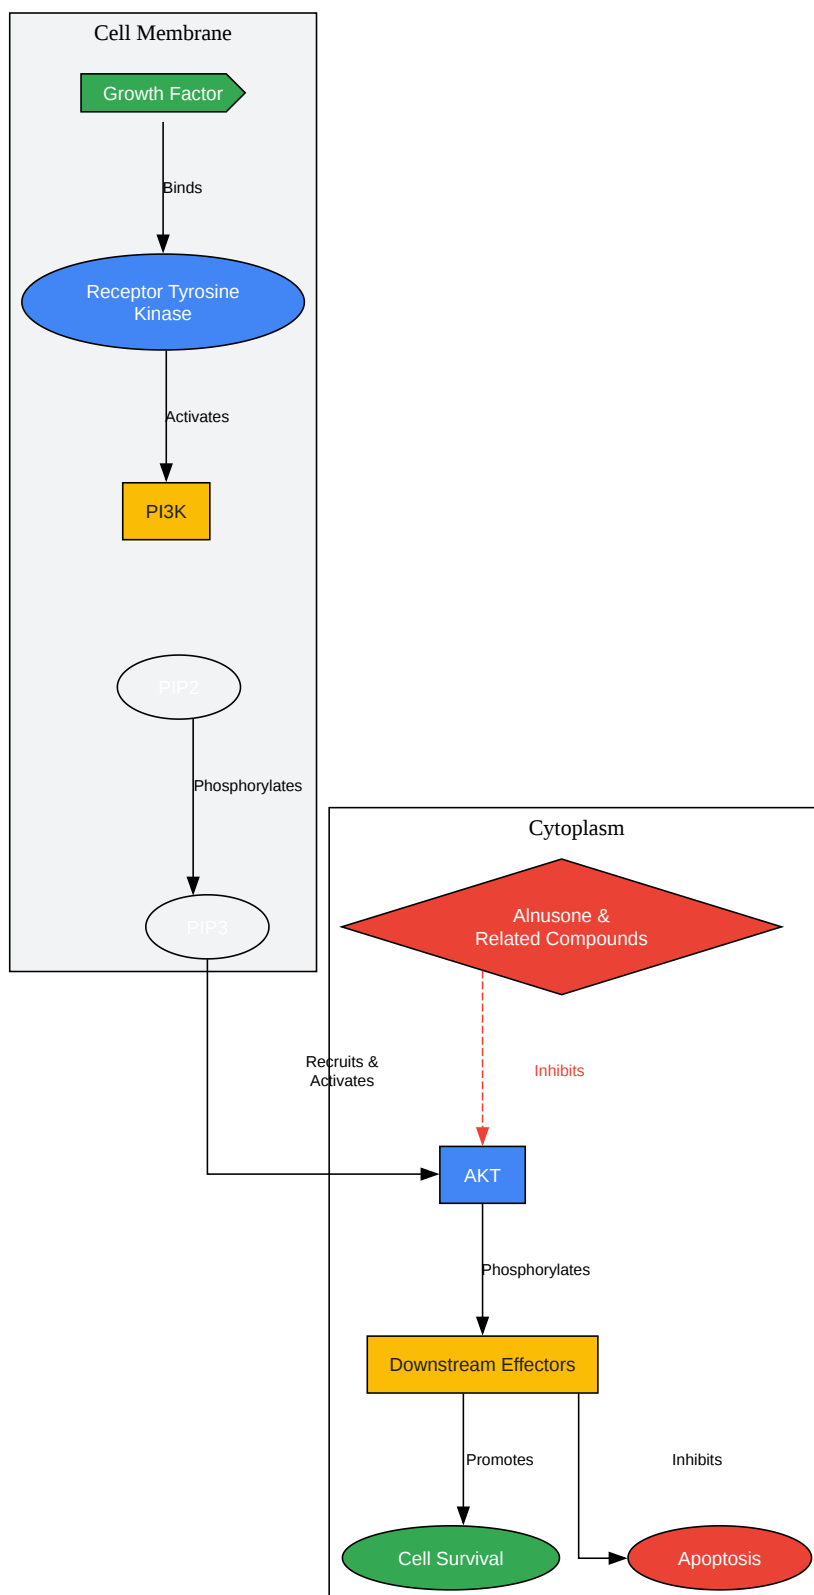 Cell Membrane
Growth Factor
Binds
Receptor Tyrosine
Kinase
Activates
PI3K
PIP2
Phosphorylates
PIP3
Cytoplasm
Alnusone &
Related Compounds
Recruits &
Activates
Inhibits
AKT
Phosphorylates
Downstream Effectors
Promotes
Inhibits
Cell Survival
Apoptosis